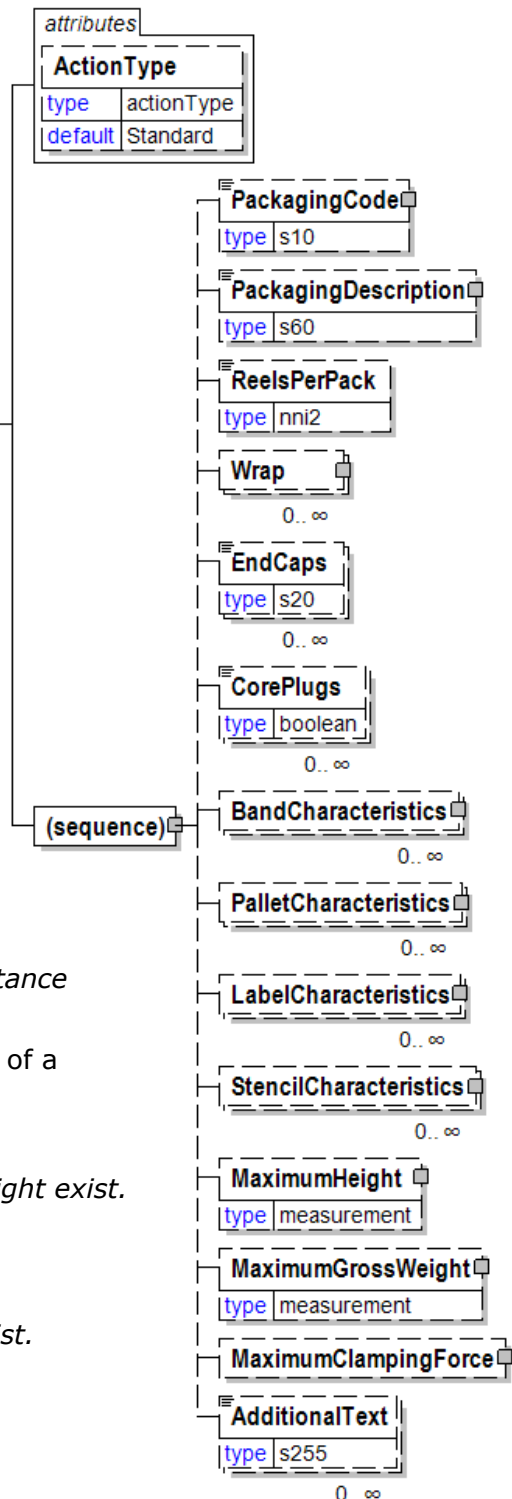 attributes
ActionType
type actionType
default Standard
PackagingCode
type s10
PackagingDescription
type s60
ReelsPerPack
type nni2
Wrap
0.. ∞
EndCaps
type s20
0.. ∞
CorePlugs
type boolean
0.. ∞
(sequence)
BandCharacteristics
0.. ∞
PalletCharacteristics
0.. ∞
tance
LabelCharacteristics
0.. ∞
of a
StencilCharacteristics
0.. ∞
ight exist.
MaximumHeight
type measurement
MaximumGrossWeight
type measurement
ist.
MaximumClampingForce
AdditionalText
type s255
0.. ∞